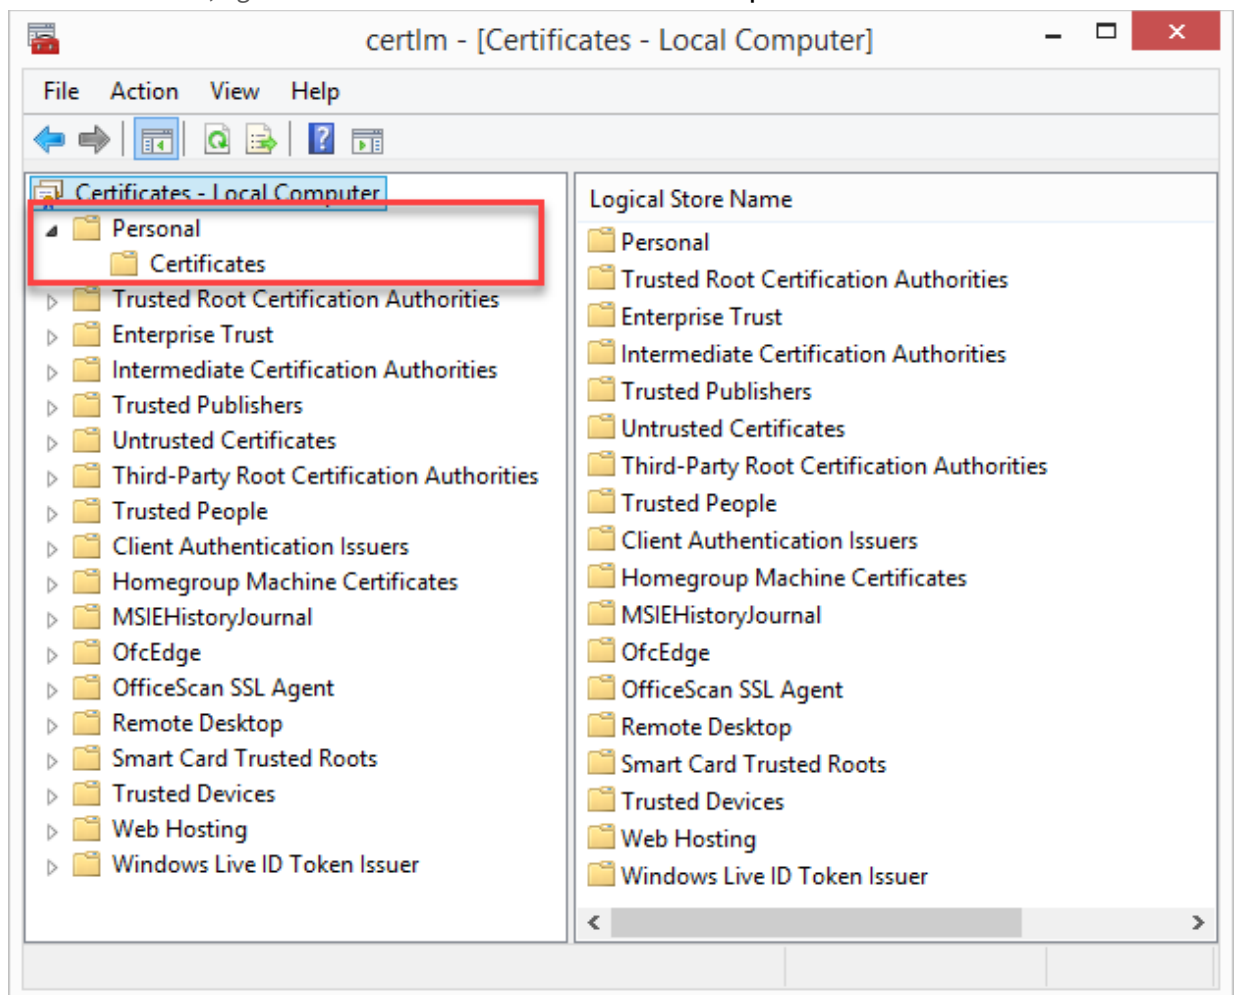 certlm - [Certificates - Local Computer]
File Action View Help
Certificates - Local Computer
Personal
Certificates
Trusted Root Certification Authorities
Enterprise Trust
Intermediate Certification Authorities
Trusted Publishers
Untrusted Certificates
Third-Party Root Certification Authorities
Trusted People
Client Authentication Issuers
Homegroup Machine Certificates
MSIEHistoryJournal
OfcEdge
OfficeScan SSL Agent
Remote Desktop
Smart Card Trusted Roots
Trusted Devices
Web Hosting
Windows Live ID Token Issuer
Logical Store Name
Personal
Trusted Root Certification Authorities
Enterprise Trust
Intermediate Certification Authorities
Trusted Publishers
Untrusted Certificates
Third-Party Root Certification Authorities
Trusted People
Client Authentication Issuers
Homegroup Machine Certificates
MSIEHistoryJournal
OfcEdge
OfficeScan SSL Agent
Remote Desktop
Smart Card Trusted Roots
Trusted Devices
Web Hosting
Windows Live ID Token Issuer